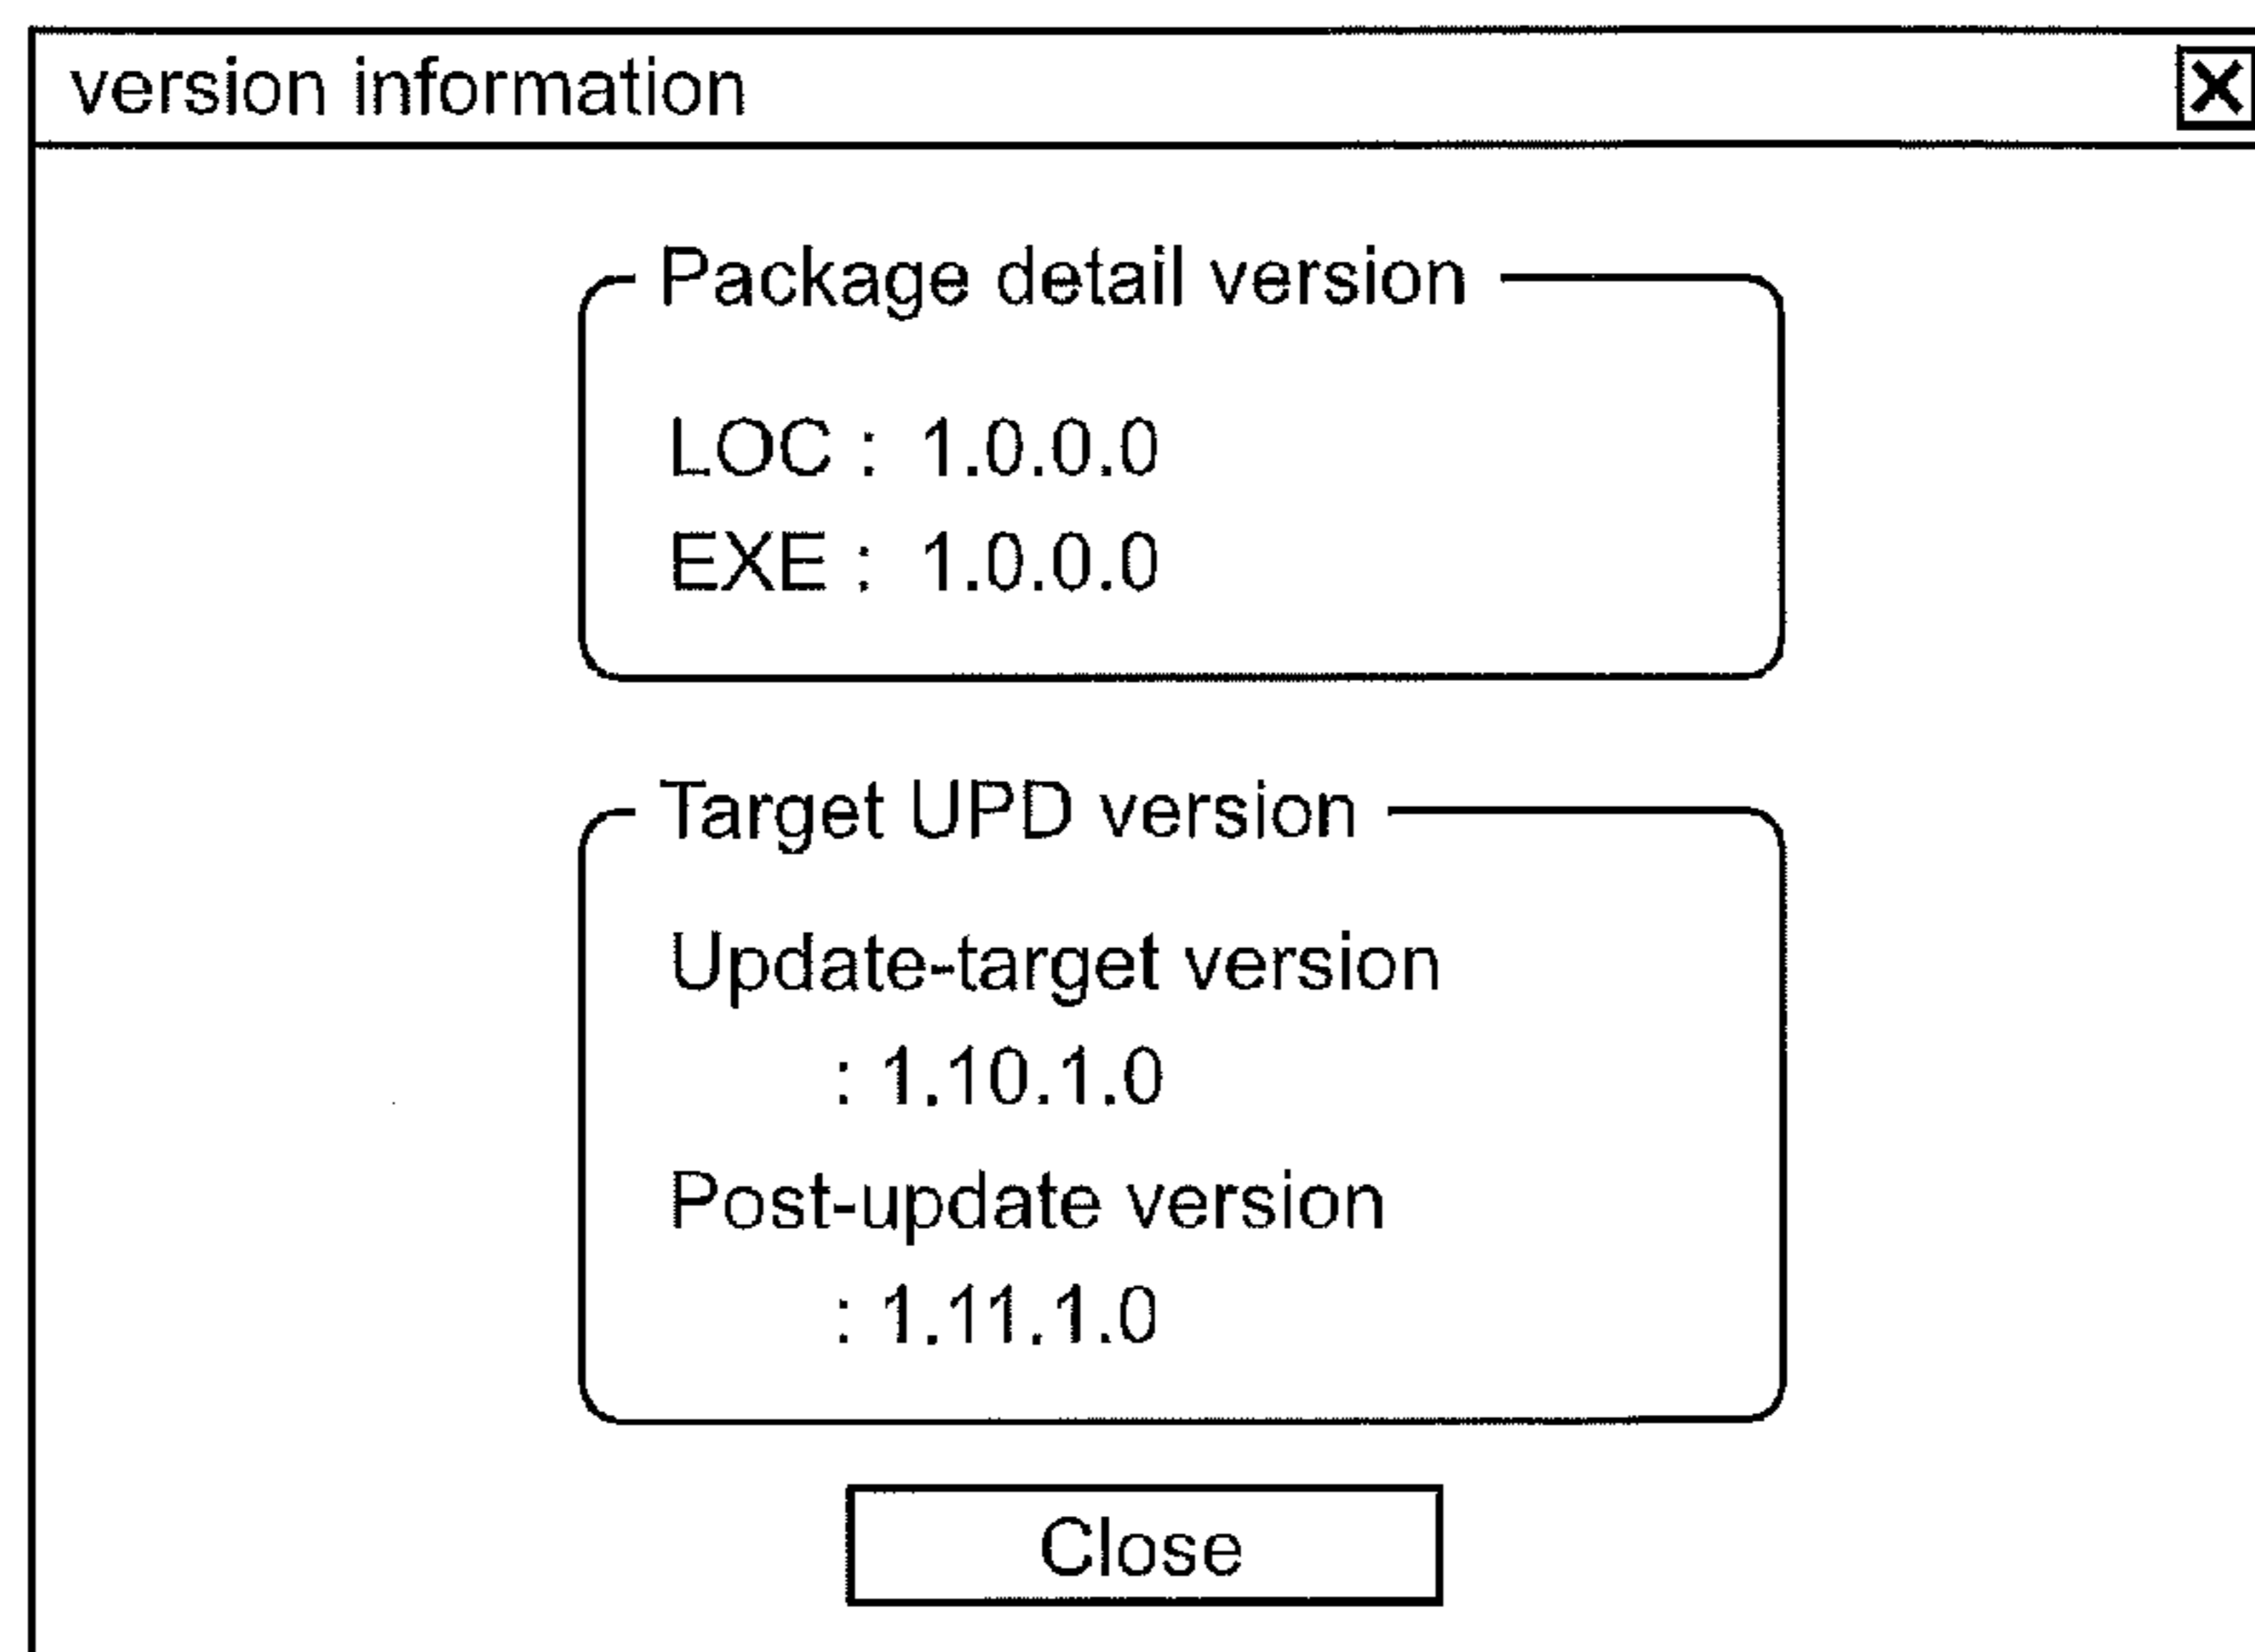 version information
Package detail version
LOC : 1.0.0.0
EXE : 1.0.0.0
Target UPD version
Update-target version
: 1.10.1.0
Post-update version
: 1.11.1.0
Close